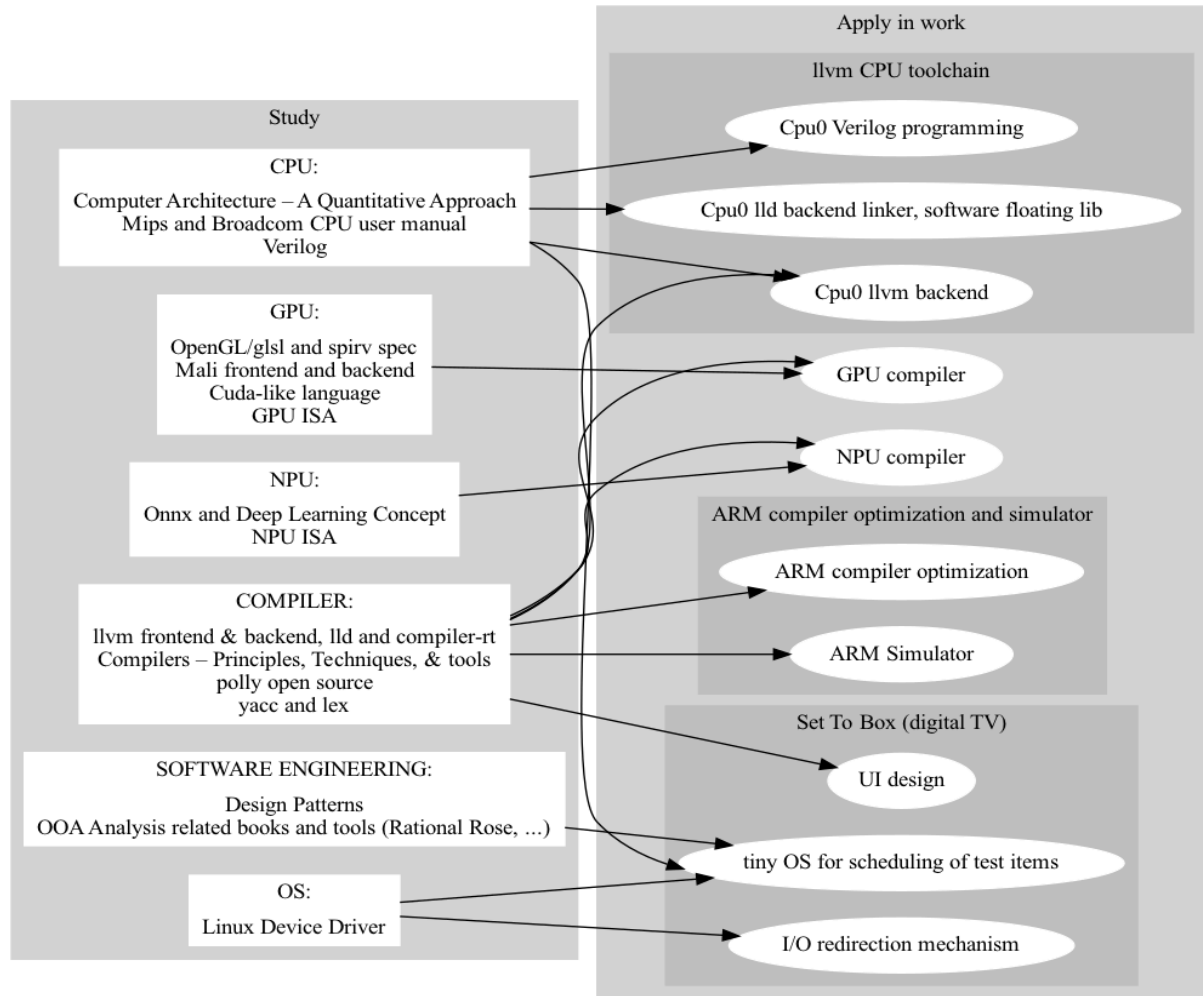 Study
CPU:
Computer Architecture – A Quantitative Approach
Mips and Broadcom CPU user manual
Verilog
GPU:
OpenGL/glsl and spirv spec
Mali frontend and backend
Cuda-like language
GPU ISA
NPU:
Onnx and Deep Learning Concept
NPU ISA
COMPILER:
llvm frontend & backend, lld and compiler-rt
Compilers – Principles, Techniques, & tools
polly open source
yacc and lex
SOFTWARE ENGINEERING:
Design Patterns
OOA Analysis related books and tools (Rational Rose, ...)
OS:
Linux Device Driver
Apply in work
llvm CPU toolchain
Cpu0 Verilog programming
Cpu0 lld backend linker, software floating lib
Cpu0 llvm backend
GPU compiler
NPU compiler
ARM compiler optimization and simulator
ARM compiler optimization
ARM Simulator
Set To Box (digital TV)
UI design
tiny OS for scheduling of test items
I/O redirection mechanism